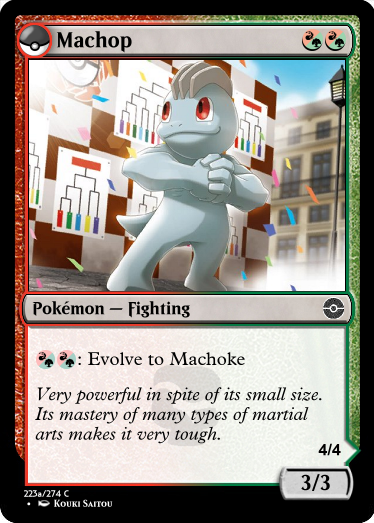 Machop
Pokémon — Fighting
: Evolve to Machoke
Very powerful in spite of its small size.
Its mastery of many types of martial
arts makes it very tough.
4/4
3/3
223a/274 C
• Kouki Saitou